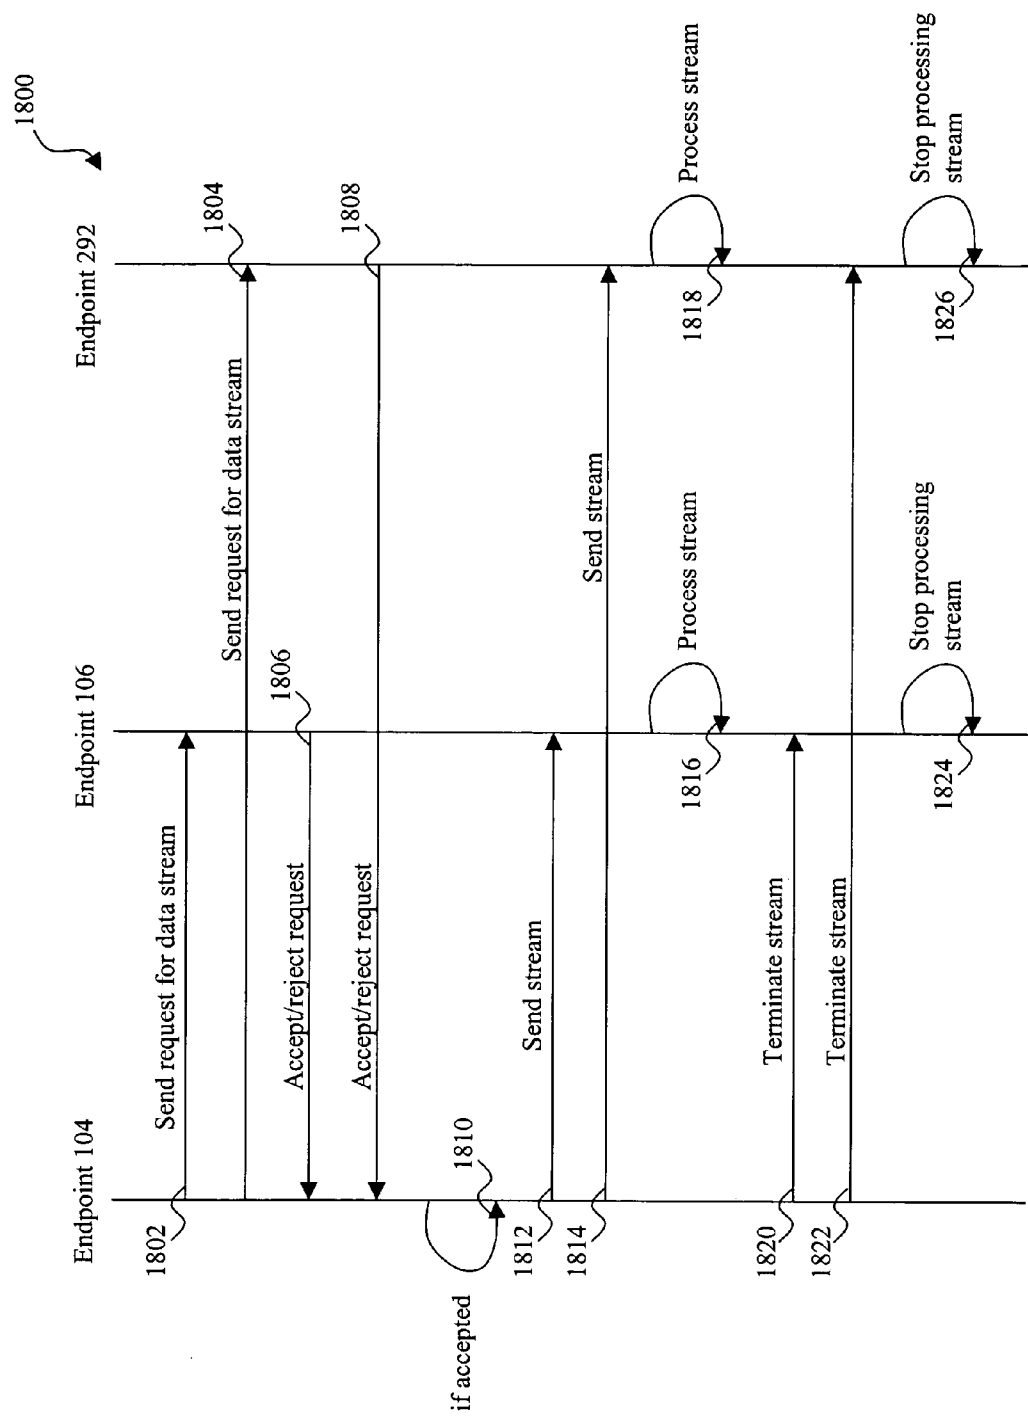 1800
Endpoint 104
Endpoint 106
Endpoint 292
1802
Send request for data stream
Send request for data stream
1804
Accept/reject request
1806
Accept/reject request
1808
if accepted
1810
1812
Send stream
1814
Send stream
1816
Process stream
1818
Process stream
1820
Terminate stream
1822
Terminate stream
1824
Stop processing
stream
1826
Stop processing
stream